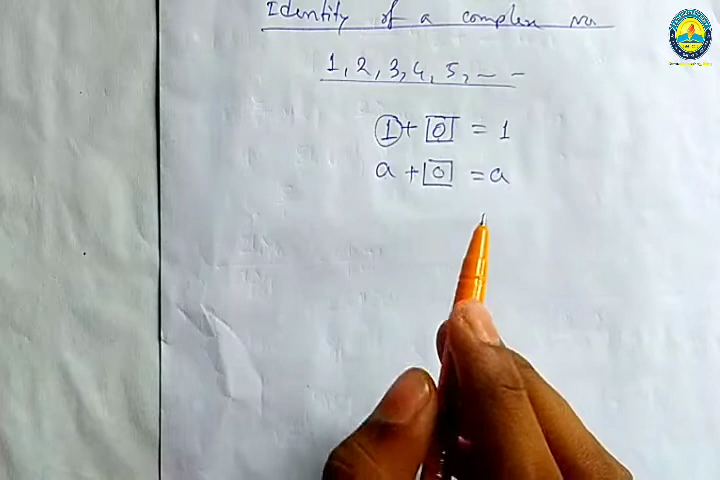 Identity of a complex no.
1, 2, 3, 4, 5, – –
1 + 0 = 1
a + 0 = a